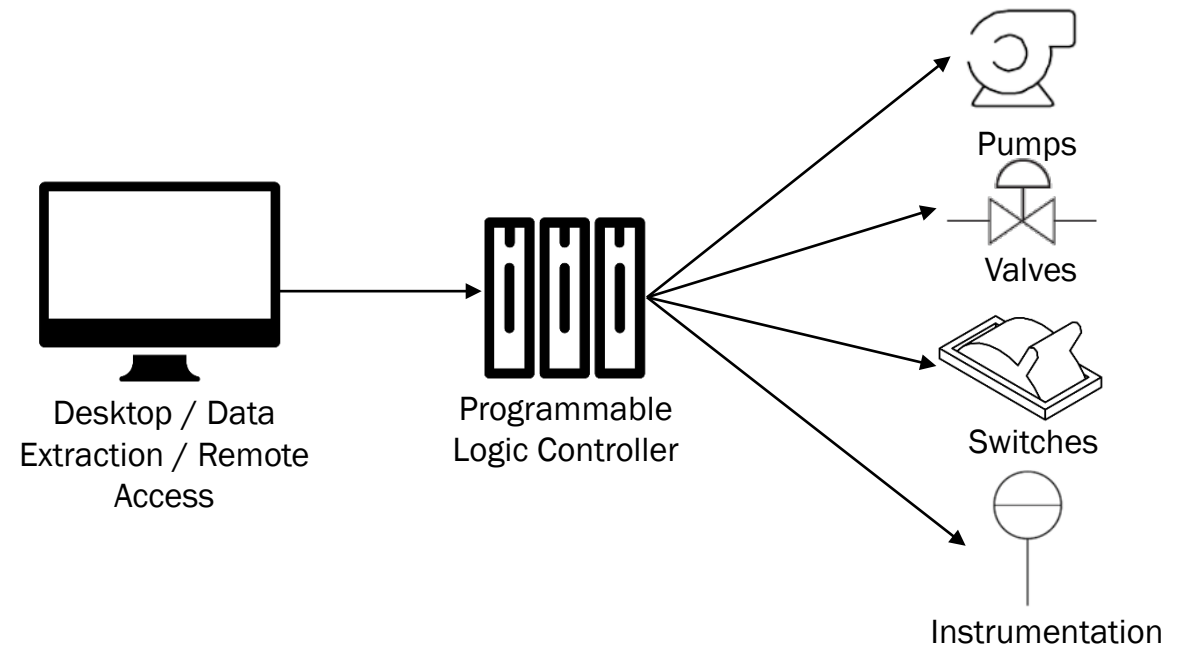 Pumps
Valves
Desktop / Data
Extraction / Remote
Access
Programmable
Logic Controller
Switches
Instrumentation